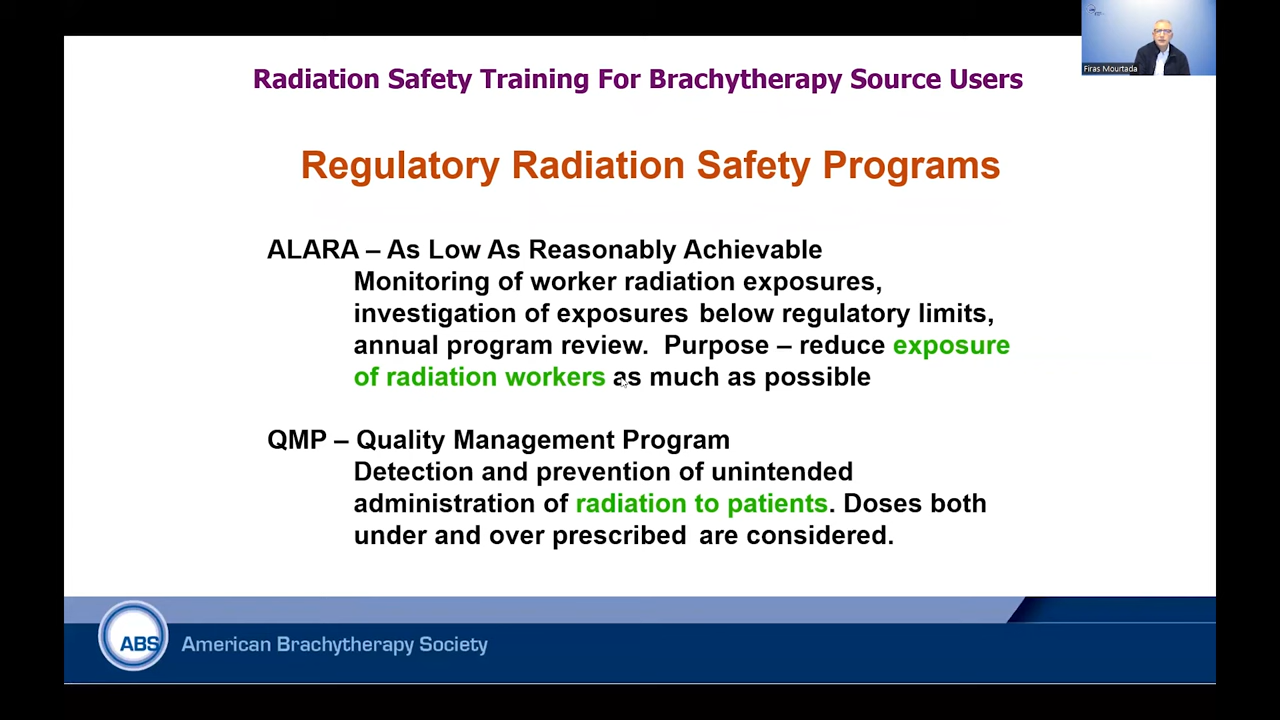 Firas Mourtada
Radiation Safety Training For Brachytherapy Source Users
Regulatory Radiation Safety Programs
ALARA – As Low As Reasonably Achievable
Monitoring of worker radiation exposures,
investigation of exposures below regulatory limits,
annual program review. Purpose – reduce exposure
of radiation workers as much as possible
QMP – Quality Management Program
Detection and prevention of unintended
administration of radiation to patients. Doses both
under and over prescribed are considered.
ABS American Brachytherapy Society